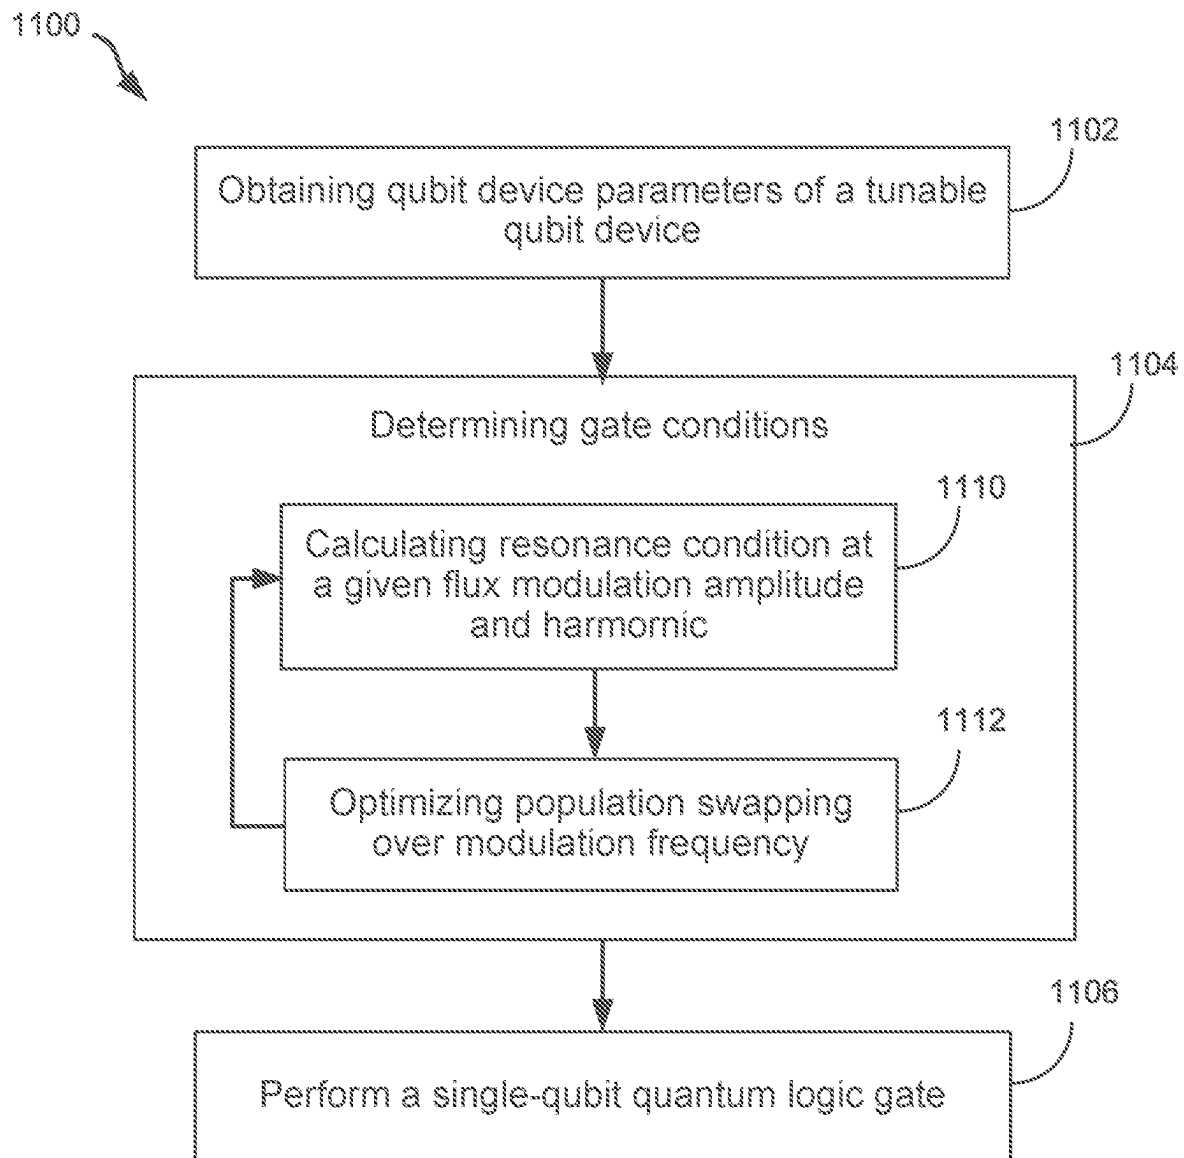 1100
1102
Obtaining qubit device parameters of a tunable
qubit device
1104
Determining gate conditions
1110
Calculating resonance condition at
a given flux modulation amplitude
and harmornic
1112
Optimizing population swapping
over modulation frequency
1106
Perform a single-qubit quantum logic gate